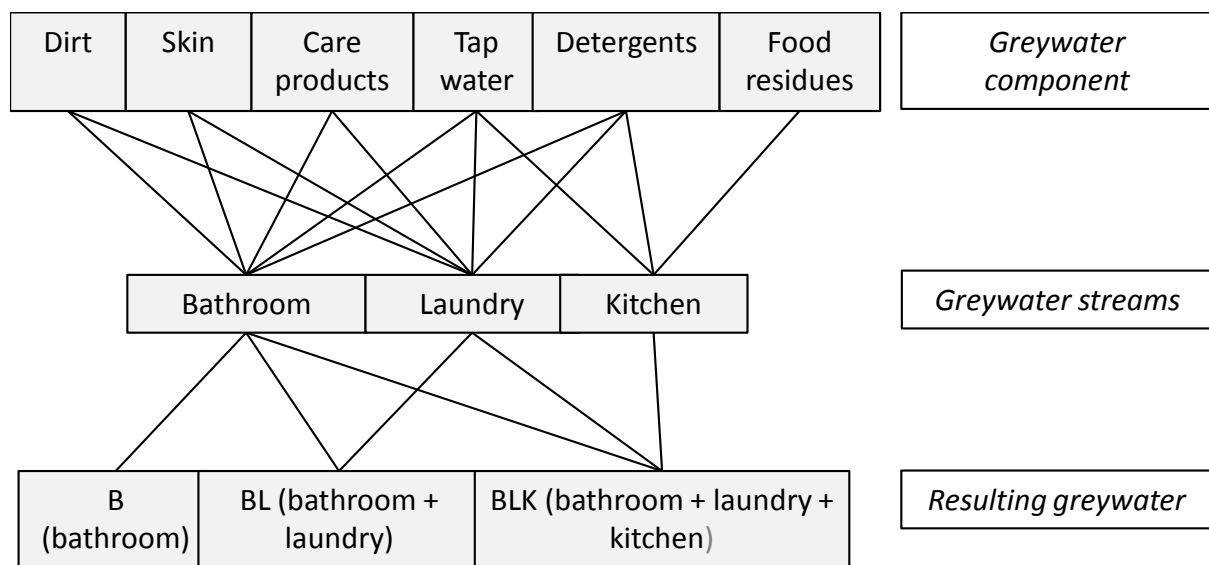 Dirt
Skin
Care
products
Tap
water
Detergents
Food
residues
Greywater
component
Bathroom
Laundry
Kitchen
Greywater streams
B
(bathroom)
BL (bathroom +
laundry)
BLK (bathroom + laundry +
kitchen)
Resulting greywater